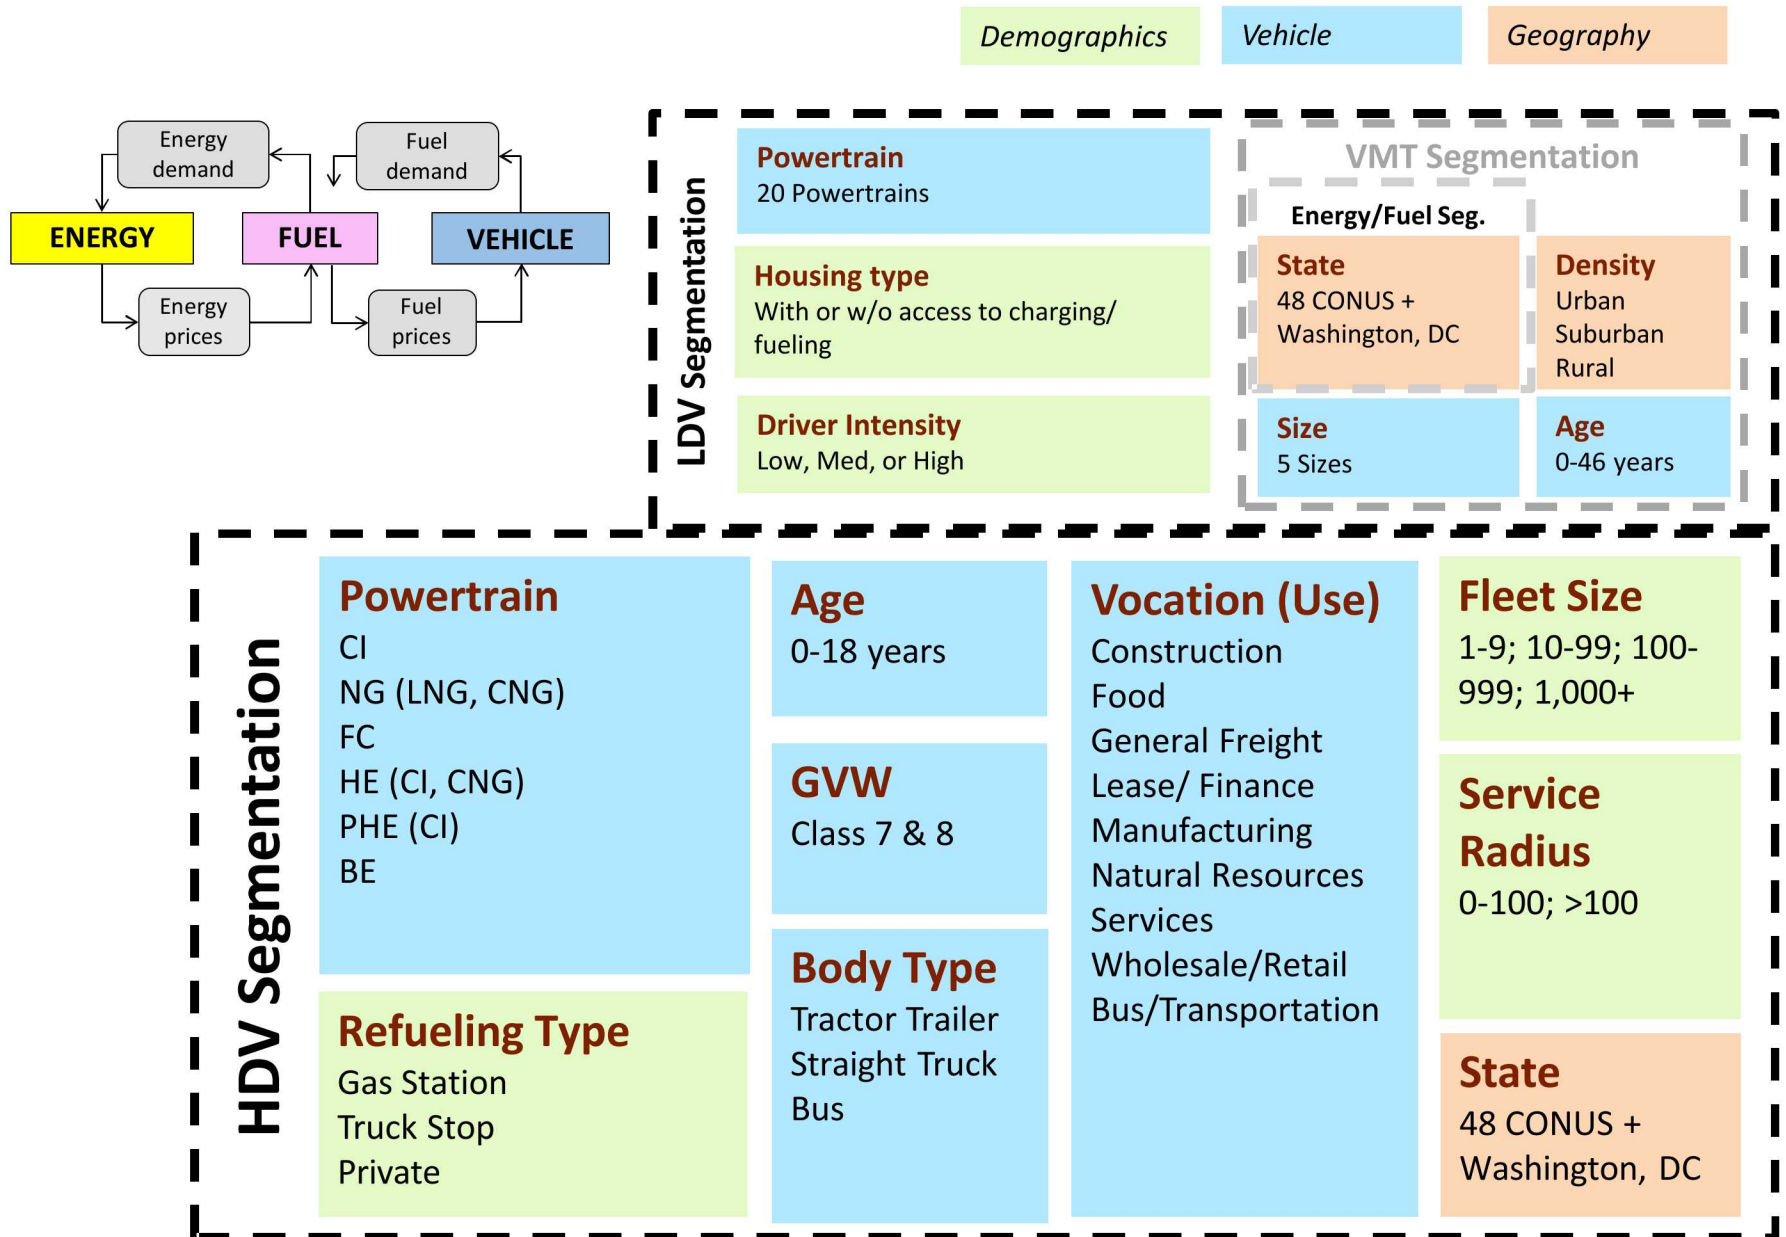 Demographics
Vehicle
Geography
Energy
demand
Fuel
demand
ENERGY
FUEL
VEHICLE
Energy
prices
Fuel
prices
LDV Segmentation
Powertrain
20 Powertrains
Housing type
With or w/o access to charging/
fueling
Driver Intensity
Low, Med, or High
VMT Segmentation
Energy/Fuel Seg.
State
48 CONUS +
Washington, DC
Density
Urban
Suburban
Rural
Size
5 Sizes
Age
0-46 years
HDV Segmentation
Powertrain
CI
NG (LNG, CNG)
FC
HE (CI, CNG)
PHE (CI)
BE
Refueling Type
Gas Station
Truck Stop
Private
Age
0-18 years
GVW
Class 7 & 8
Body Type
Tractor Trailer
Straight Truck
Bus
Vocation (Use)
Construction
Food
General Freight
Lease/ Finance
Manufacturing
Natural Resources
Services
Wholesale/Retail
Bus/Transportation
Fleet Size
1-9; 10-99; 100-
999; 1,000+
Service
Radius
0-100; >100
State
48 CONUS +
Washington, DC